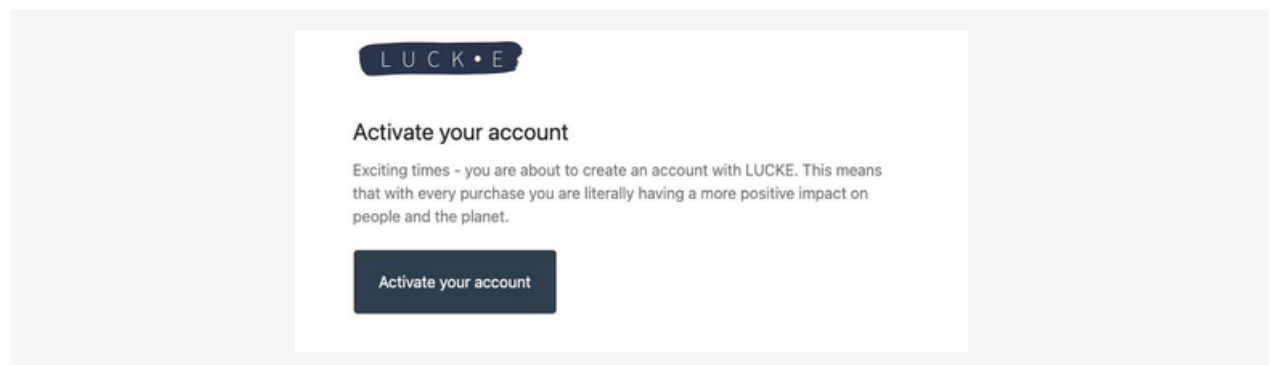 LUCK•E
Activate your account
Exciting times - you are about to create an account with LUCKE. This means
that with every purchase you are literally having a more positive impact on
people and the planet.
Activate your account